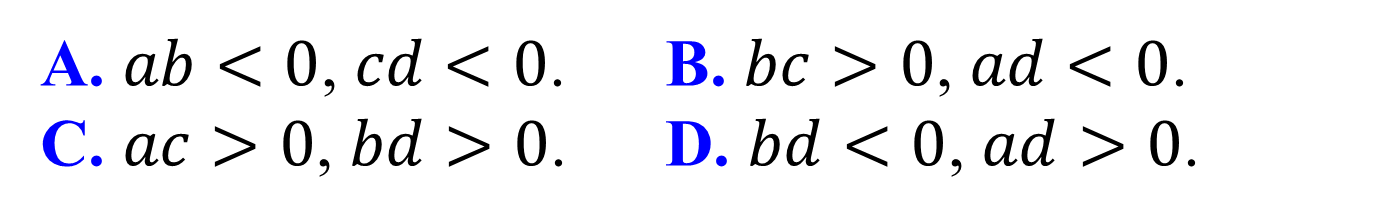 A. ab < 0, cd < 0. B. bc > 0, ad < 0.
C. ac > 0, bd > 0. D. bd < 0, ad > 0.